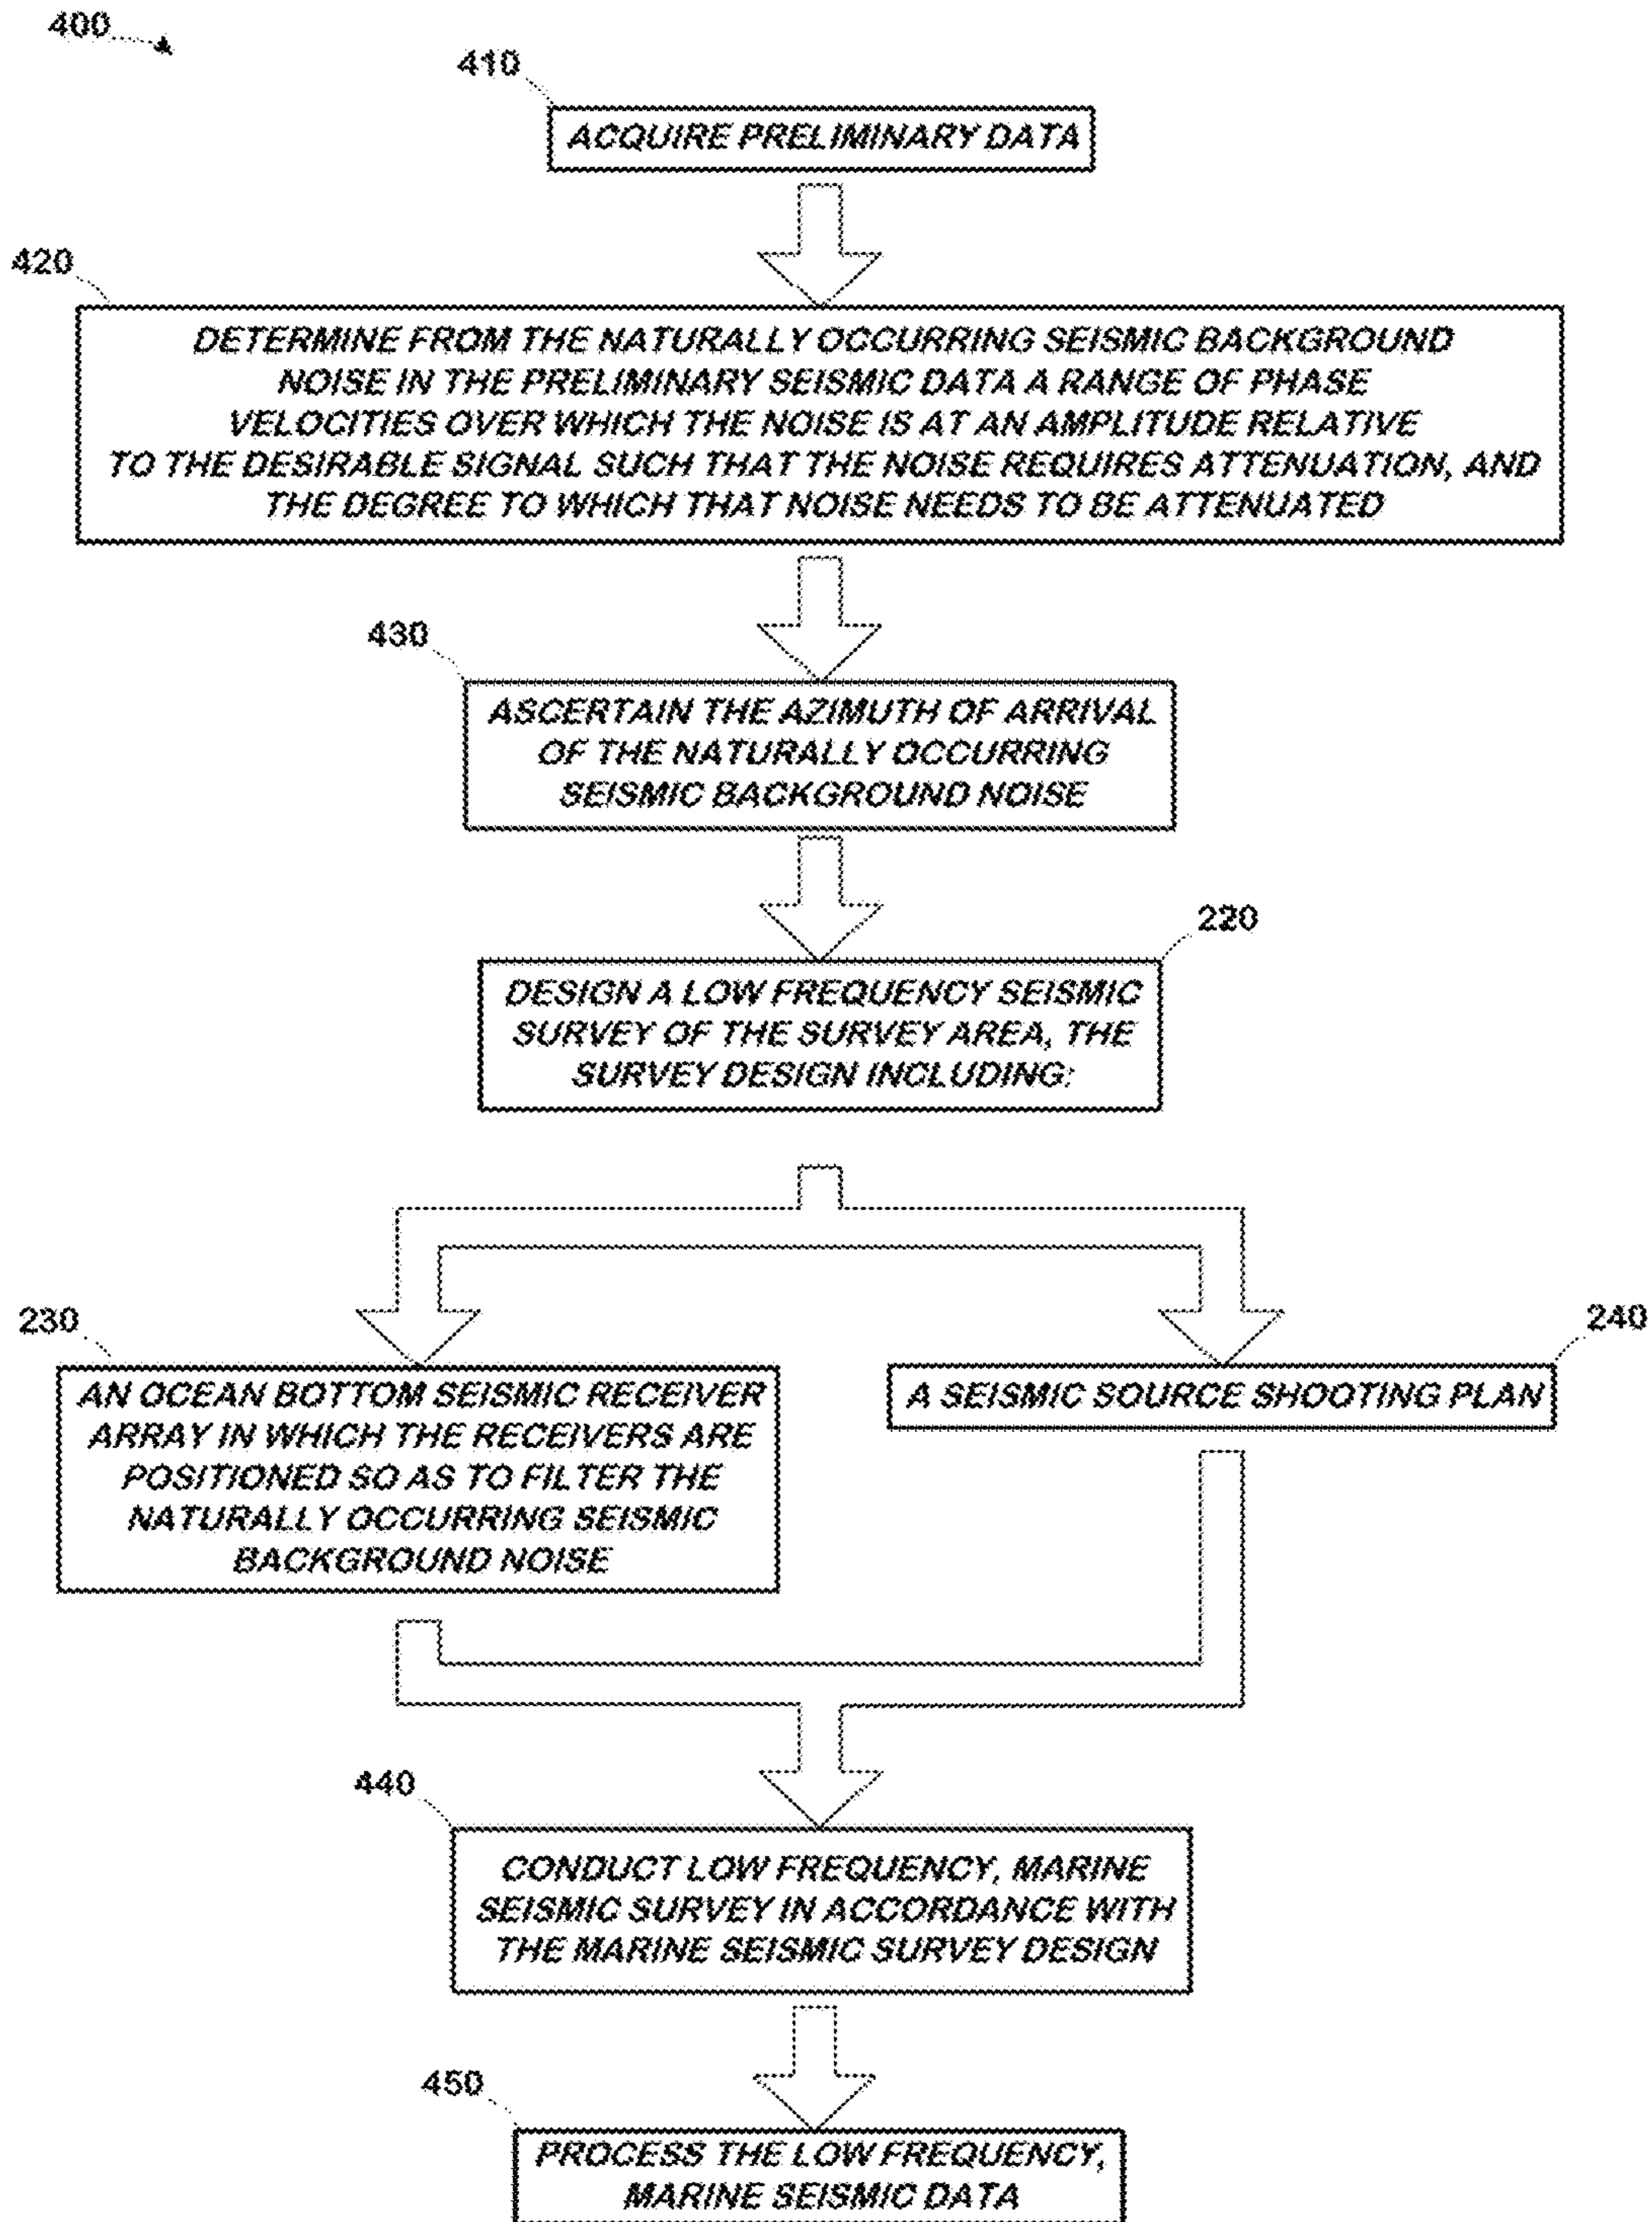 400
410
ACQUIRE PRELIMINARY DATA
420
DETERMINE FROM THE NATURALLY OCCURRING SEISMIC BACKGROUND
NOISE IN THE PRELIMINARY SEISMIC DATA A RANGE OF PHASE
VELOCITIES OVER WHICH THE NOISE IS AT AN AMPLITUDE RELATIVE
TO THE DESIRABLE SIGNAL SUCH THAT THE NOISE REQUIRES ATTENUATION, AND
THE DEGREE TO WHICH THAT NOISE NEEDS TO BE ATTENUATED
430
ASCERTAIN THE AZIMUTH OF ARRIVAL
OF THE NATURALLY OCCURRING
SEISMIC BACKGROUND NOISE
220
DESIGN A LOW FREQUENCY SEISMIC
SURVEY OF THE SURVEY AREA, THE
SURVEY DESIGN INCLUDING:
230
AN OCEAN BOTTOM SEISMIC RECEIVER
ARRAY IN WHICH THE RECEIVERS ARE
POSITIONED SO AS TO FILTER THE
NATURALLY OCCURRING SEISMIC
BACKGROUND NOISE
240
A SEISMIC SOURCE SHOOTING PLAN
440
CONDUCT LOW FREQUENCY, MARINE
SEISMIC SURVEY IN ACCORDANCE WITH
THE MARINE SEISMIC SURVEY DESIGN
450
PROCESS THE LOW FREQUENCY,
MARINE SEISMIC DATA